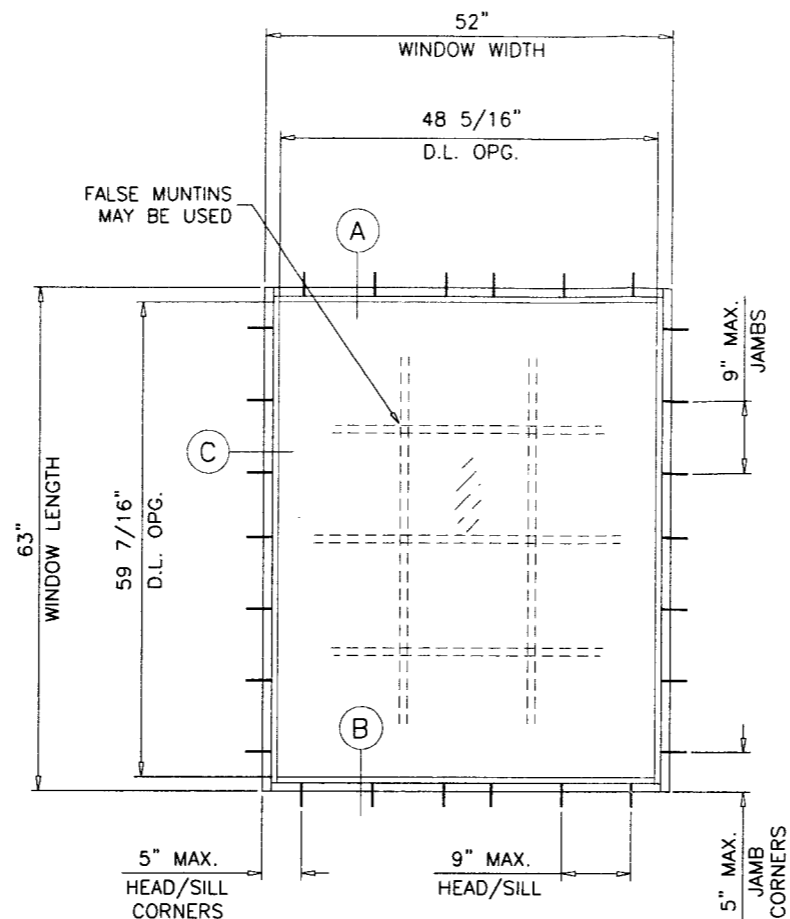 52"
WINDOW WIDTH
48 5/16"
D.L. OPG.
FALSE MUNTINS
MAY BE USED
A
9" MAX.
JAMBS
C
63"
WINDOW LENGTH
59 7/16"
D.L. OPG.
B
5" MAX.
HEAD/SILL
CORNERS
9" MAX.
HEAD/SILL
5" MAX.
JAMB
CORNERS